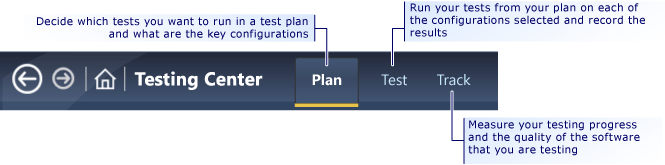 Decide which tests you want to run in a test plan
and what are the key configurations
Run your tests from your plan on each of
the configurations selected and record the
results
Testing Center
Plan
Test
Track
Measure your testing progress
and the quality of the software
that you are testing